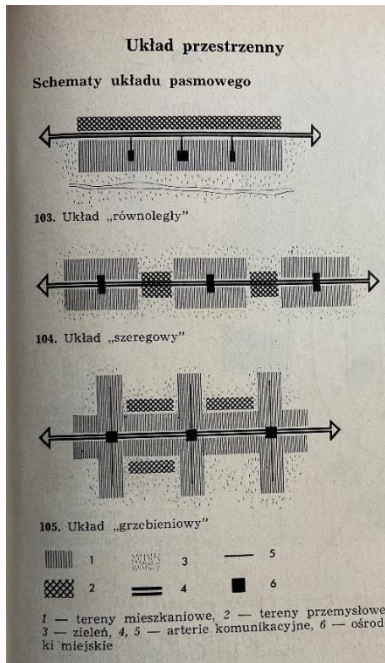 Układ przestrzenny
Schematy układu pasmowego
103. Układ „równoległy”
104. Układ „szeregowy”
105. Układ „grzebieniowy”
1 3 5
2 4 6
1 — tereny mieszkaniowe, 2 — tereny przemysłowe
3 — zieleń, 4, 5 — arterie komunikacyjne, 6 — ośrod
ki miejskie